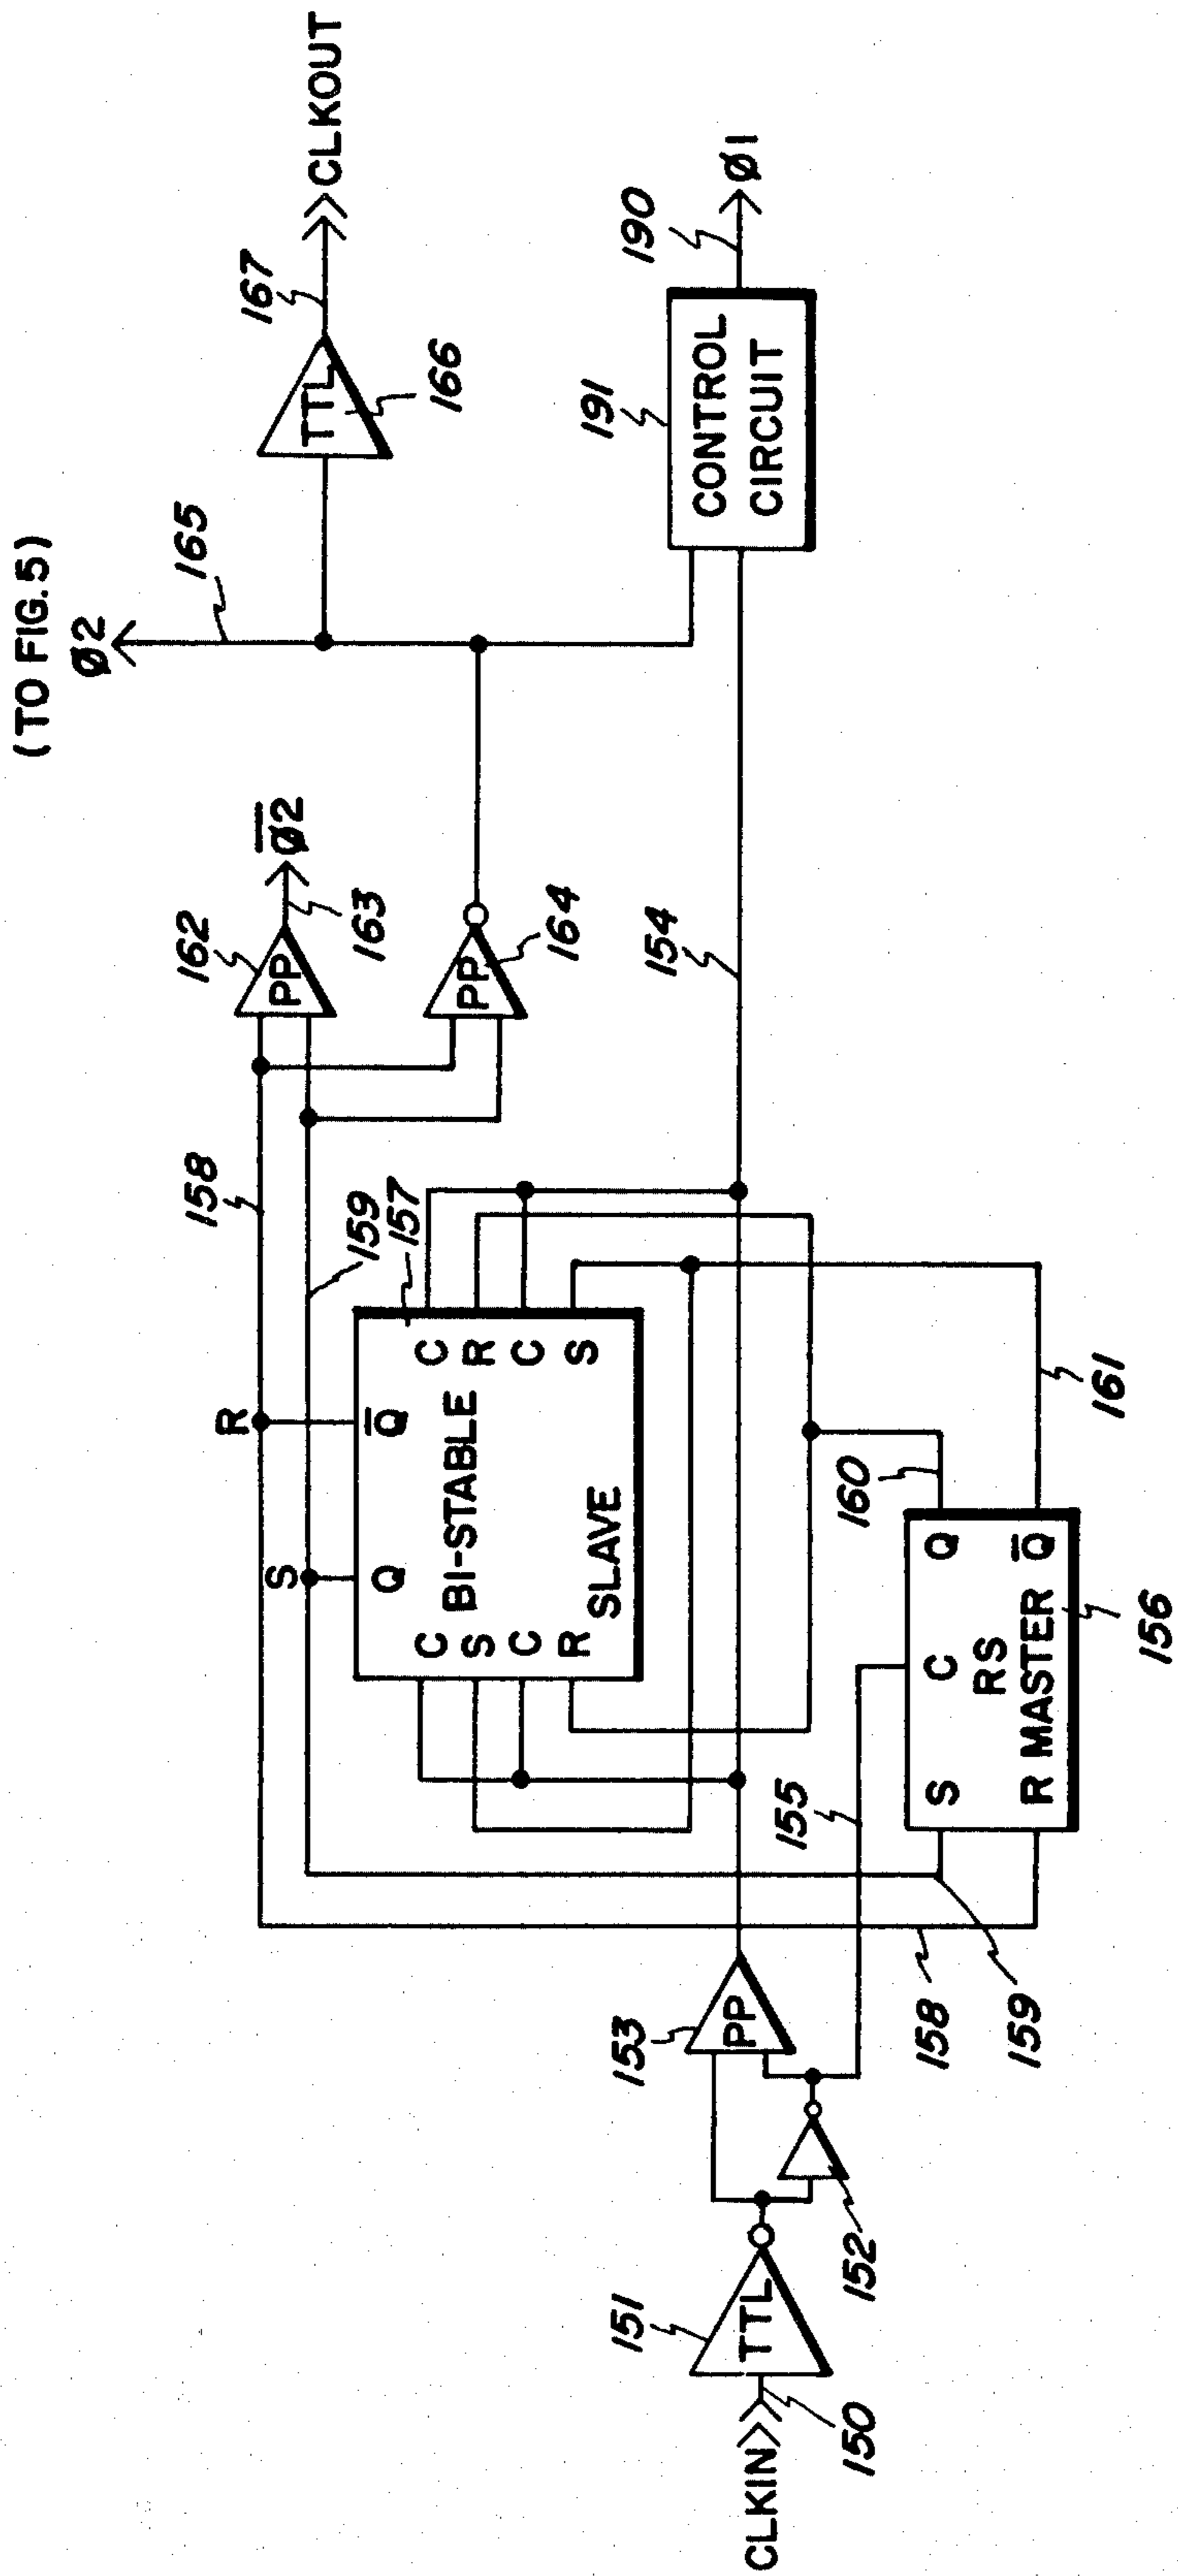 (TO FIG. 5)
Ø2
165
167
CLKOUT
TTL
166
Ø̅2̅
162
PP
163
164
PP
158
R
S
159
157
Q
Q̅
C
S
C
R
BI-STABLE
SLAVE
C
R
C
S
154
191
CONTROL
CIRCUIT
190
Ø1
160
161
155
S
C
Q
RS
R MASTER Q̅
156
158
159
153
PP
152
151
TTL
150
CLKIN